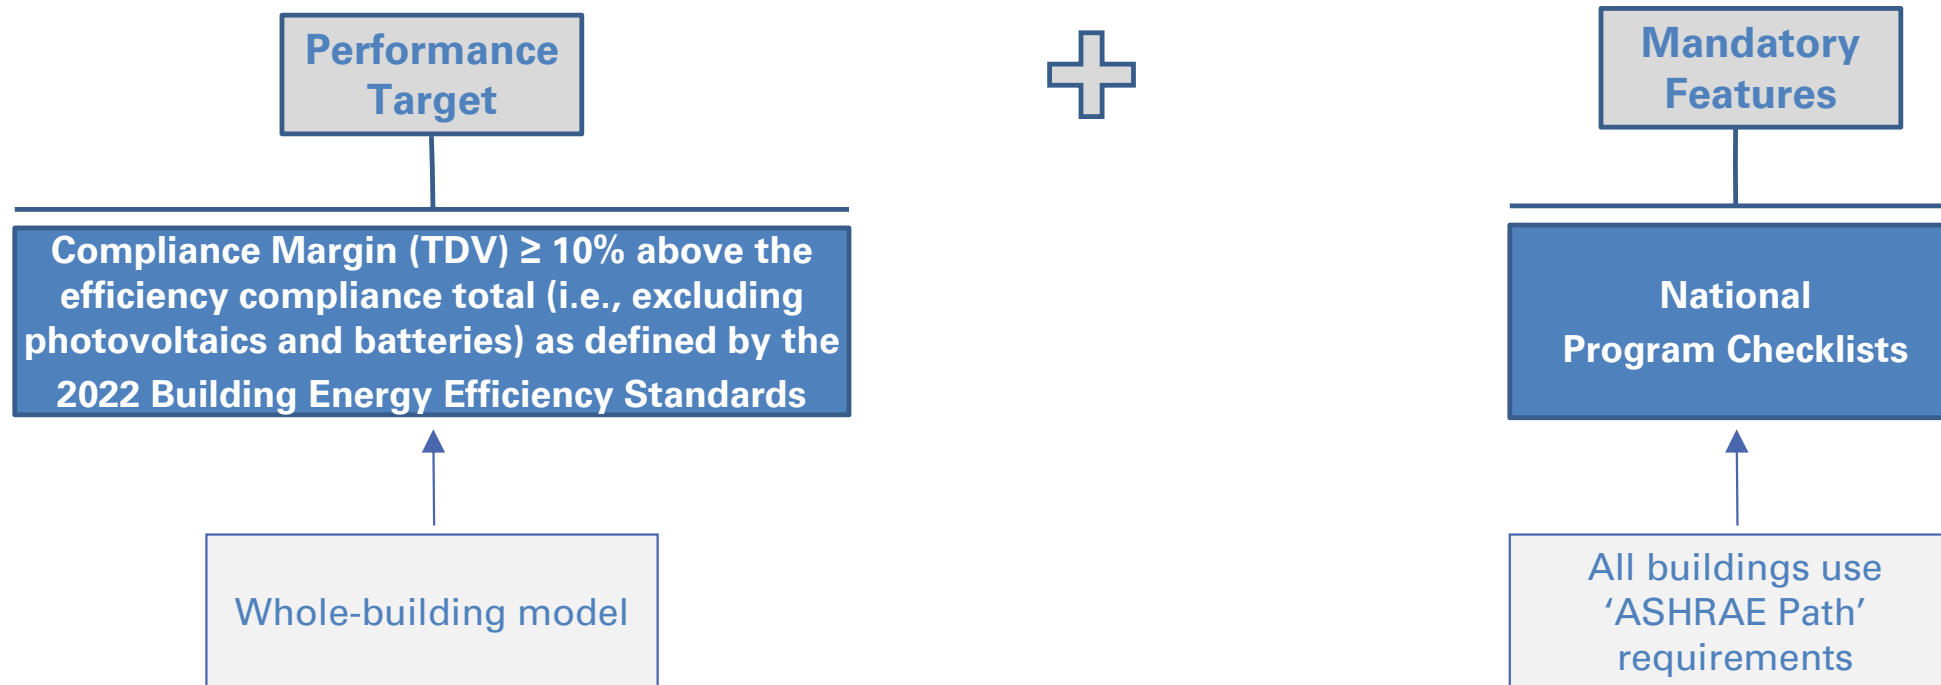 Performance
Target
Mandatory
Features
Compliance Margin (TDV) ≥ 10% above the
efficiency compliance total (i.e., excluding
photovoltaics and batteries) as defined by the
2022 Building Energy Efficiency Standards
National
Program Checklists
Whole-building model
All buildings use
‘ASHRAE Path’
requirements